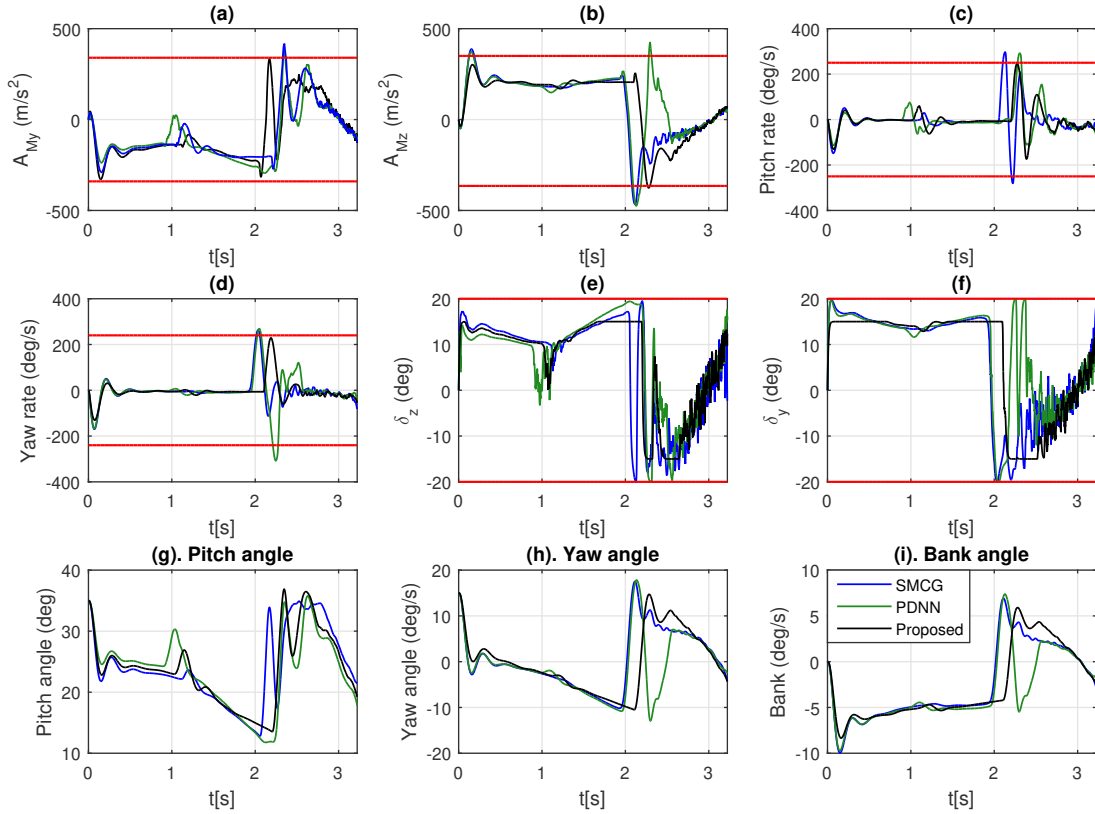 (a)
500
0
-500
A_My (m/s²)
0 1 2 3
t[s]
(b)
500
0
-500
A_Mz (m/s²)
0 1 2 3
t[s]
(c)
400
200
0
-200
-400
Pitch rate (deg/s)
0 1 2 3
t[s]
(d)
400
200
0
-200
-400
Yaw rate (deg/s)
0 1 2 3
t[s]
(e)
20
10
0
-10
-20
δ_z (deg)
0 1 2 3
t[s]
(f)
20
10
0
-10
-20
δ_y (deg)
0 1 2 3
t[s]
(g). Pitch angle
40
30
20
10
Pitch angle (deg)
0 1 2 3
t[s]
(h). Yaw angle
20
10
0
-10
-20
Yaw angle (deg/s)
0 1 2 3
t[s]
(i). Bank angle
10
5
0
-5
-10
Bank (deg/s)
0 1 2 3
t[s]
SMCG
PDNN
Proposed